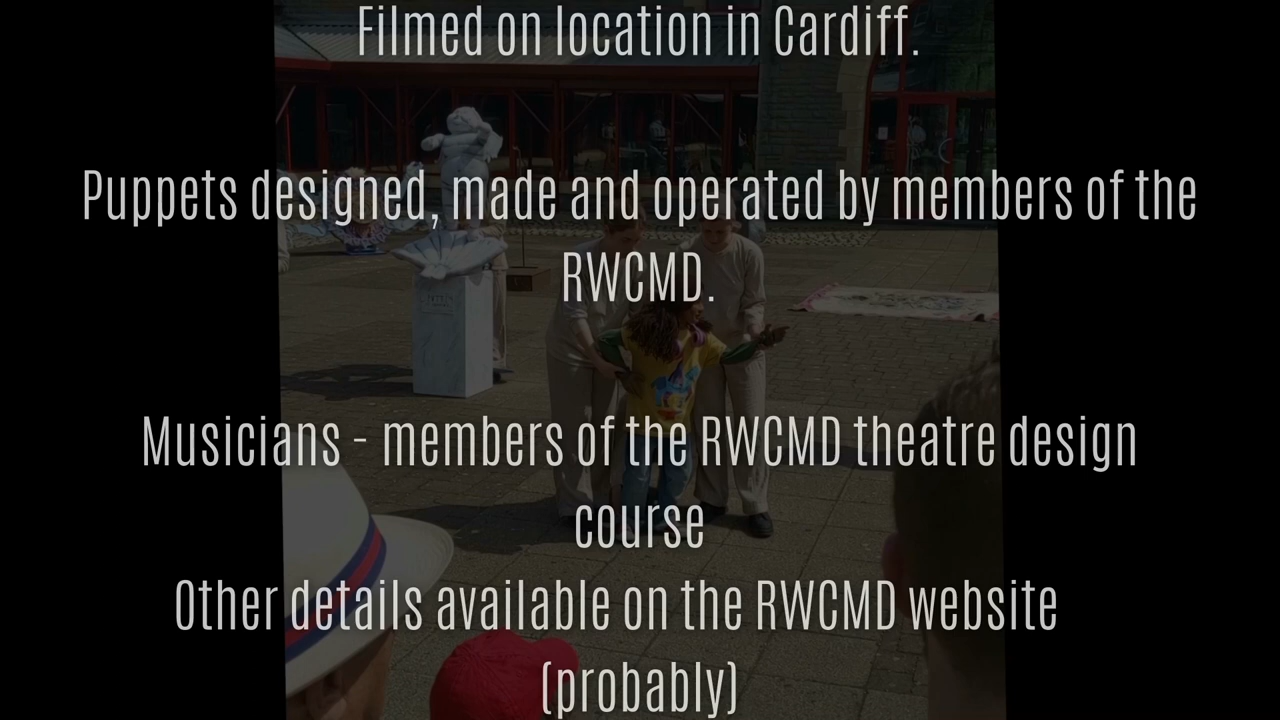 Filmed on location in Cardiff.
Puppets designed, made and operated by members of the
RWCMD.
Musicians - members of the RWCMD theatre design
course
Other details available on the RWCMD website
(probably)